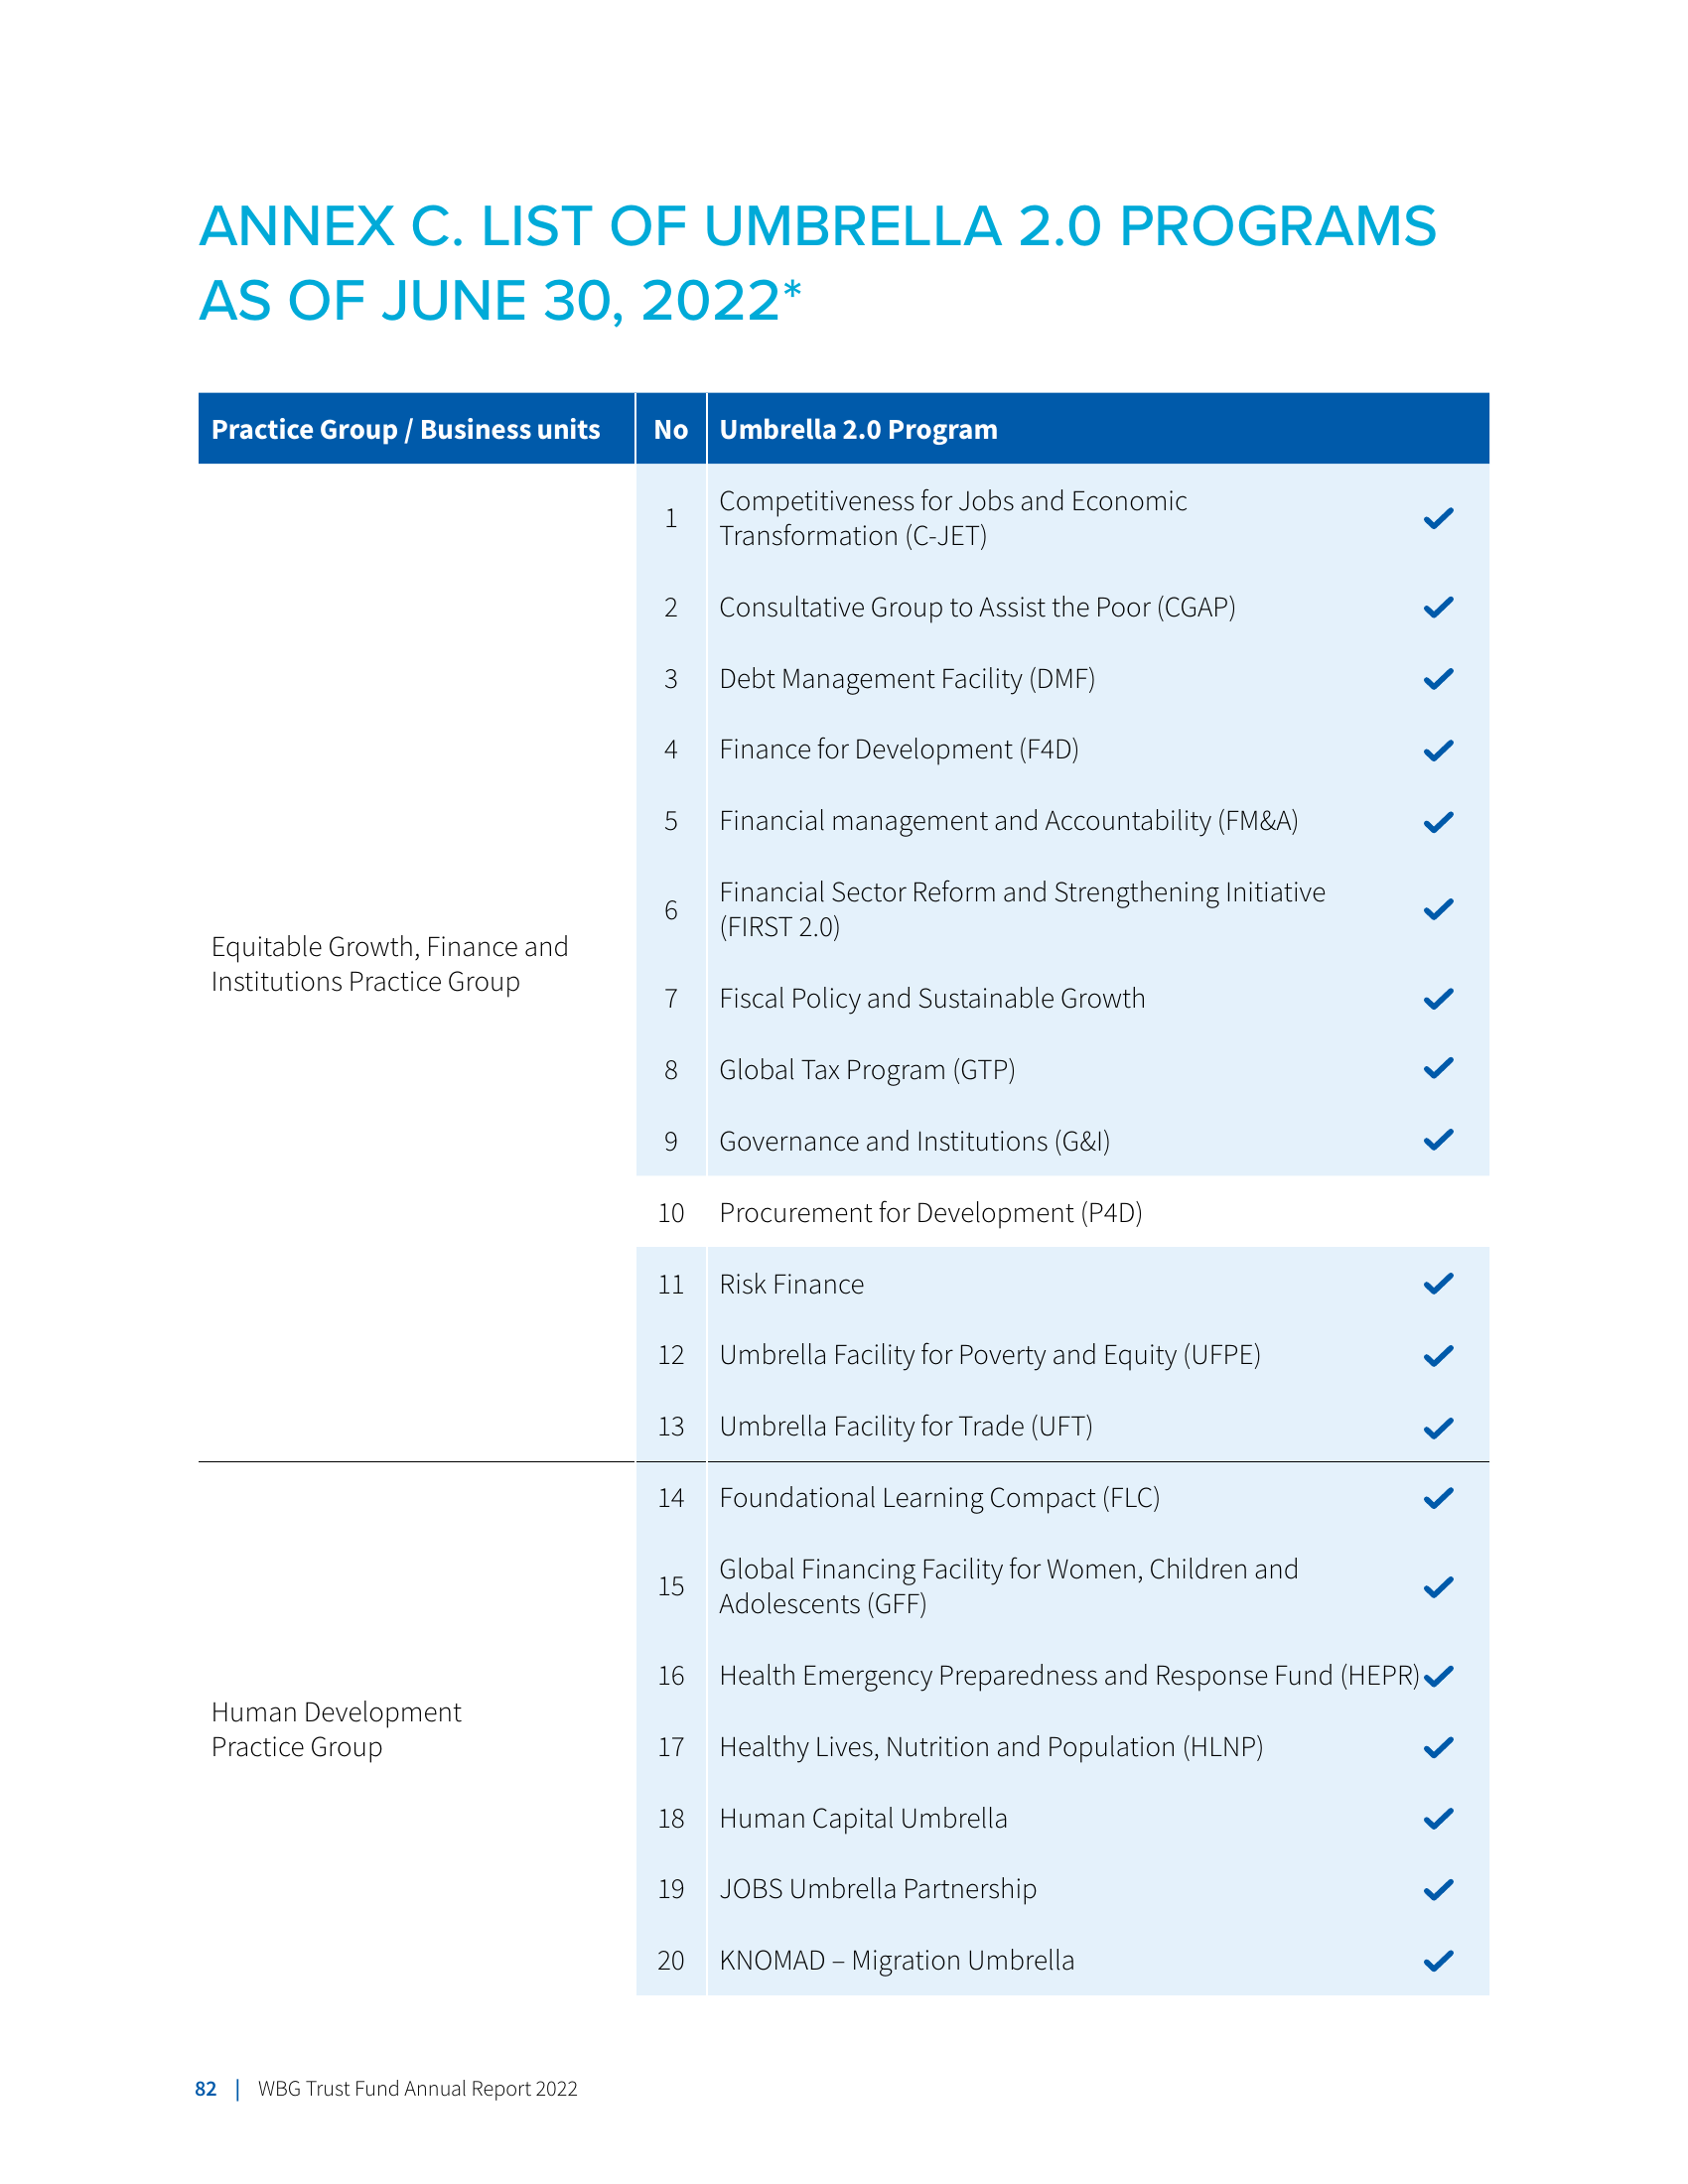 ANNEX C. LIST OF UMBRELLA 2.0 PROGRAMS
AS OF JUNE 30, 2022*
Practice Group / Business units No Umbrella 2.0 Program
1 Competitiveness for Jobs and Economic
Transformation (C-JET) ✓
2 Consultative Group to Assist the Poor (CGAP) ✓
3 Debt Management Facility (DMF) ✓
4 Finance for Development (F4D) ✓
5 Financial management and Accountability (FM&A) ✓
6 Financial Sector Reform and Strengthening Initiative
(FIRST 2.0) ✓
Equitable Growth, Finance and
Institutions Practice Group
7 Fiscal Policy and Sustainable Growth ✓
8 Global Tax Program (GTP) ✓
9 Governance and Institutions (G&I) ✓
10 Procurement for Development (P4D)
11 Risk Finance ✓
12 Umbrella Facility for Poverty and Equity (UFPE) ✓
13 Umbrella Facility for Trade (UFT) ✓
14 Foundational Learning Compact (FLC) ✓
15 Global Financing Facility for Women, Children and
Adolescents (GFF) ✓
16 Health Emergency Preparedness and Response Fund (HEPR) ✓
Human Development
Practice Group
17 Healthy Lives, Nutrition and Population (HLNP) ✓
18 Human Capital Umbrella ✓
19 JOBS Umbrella Partnership ✓
20 KNOMAD – Migration Umbrella ✓
82 | WBG Trust Fund Annual Report 2022